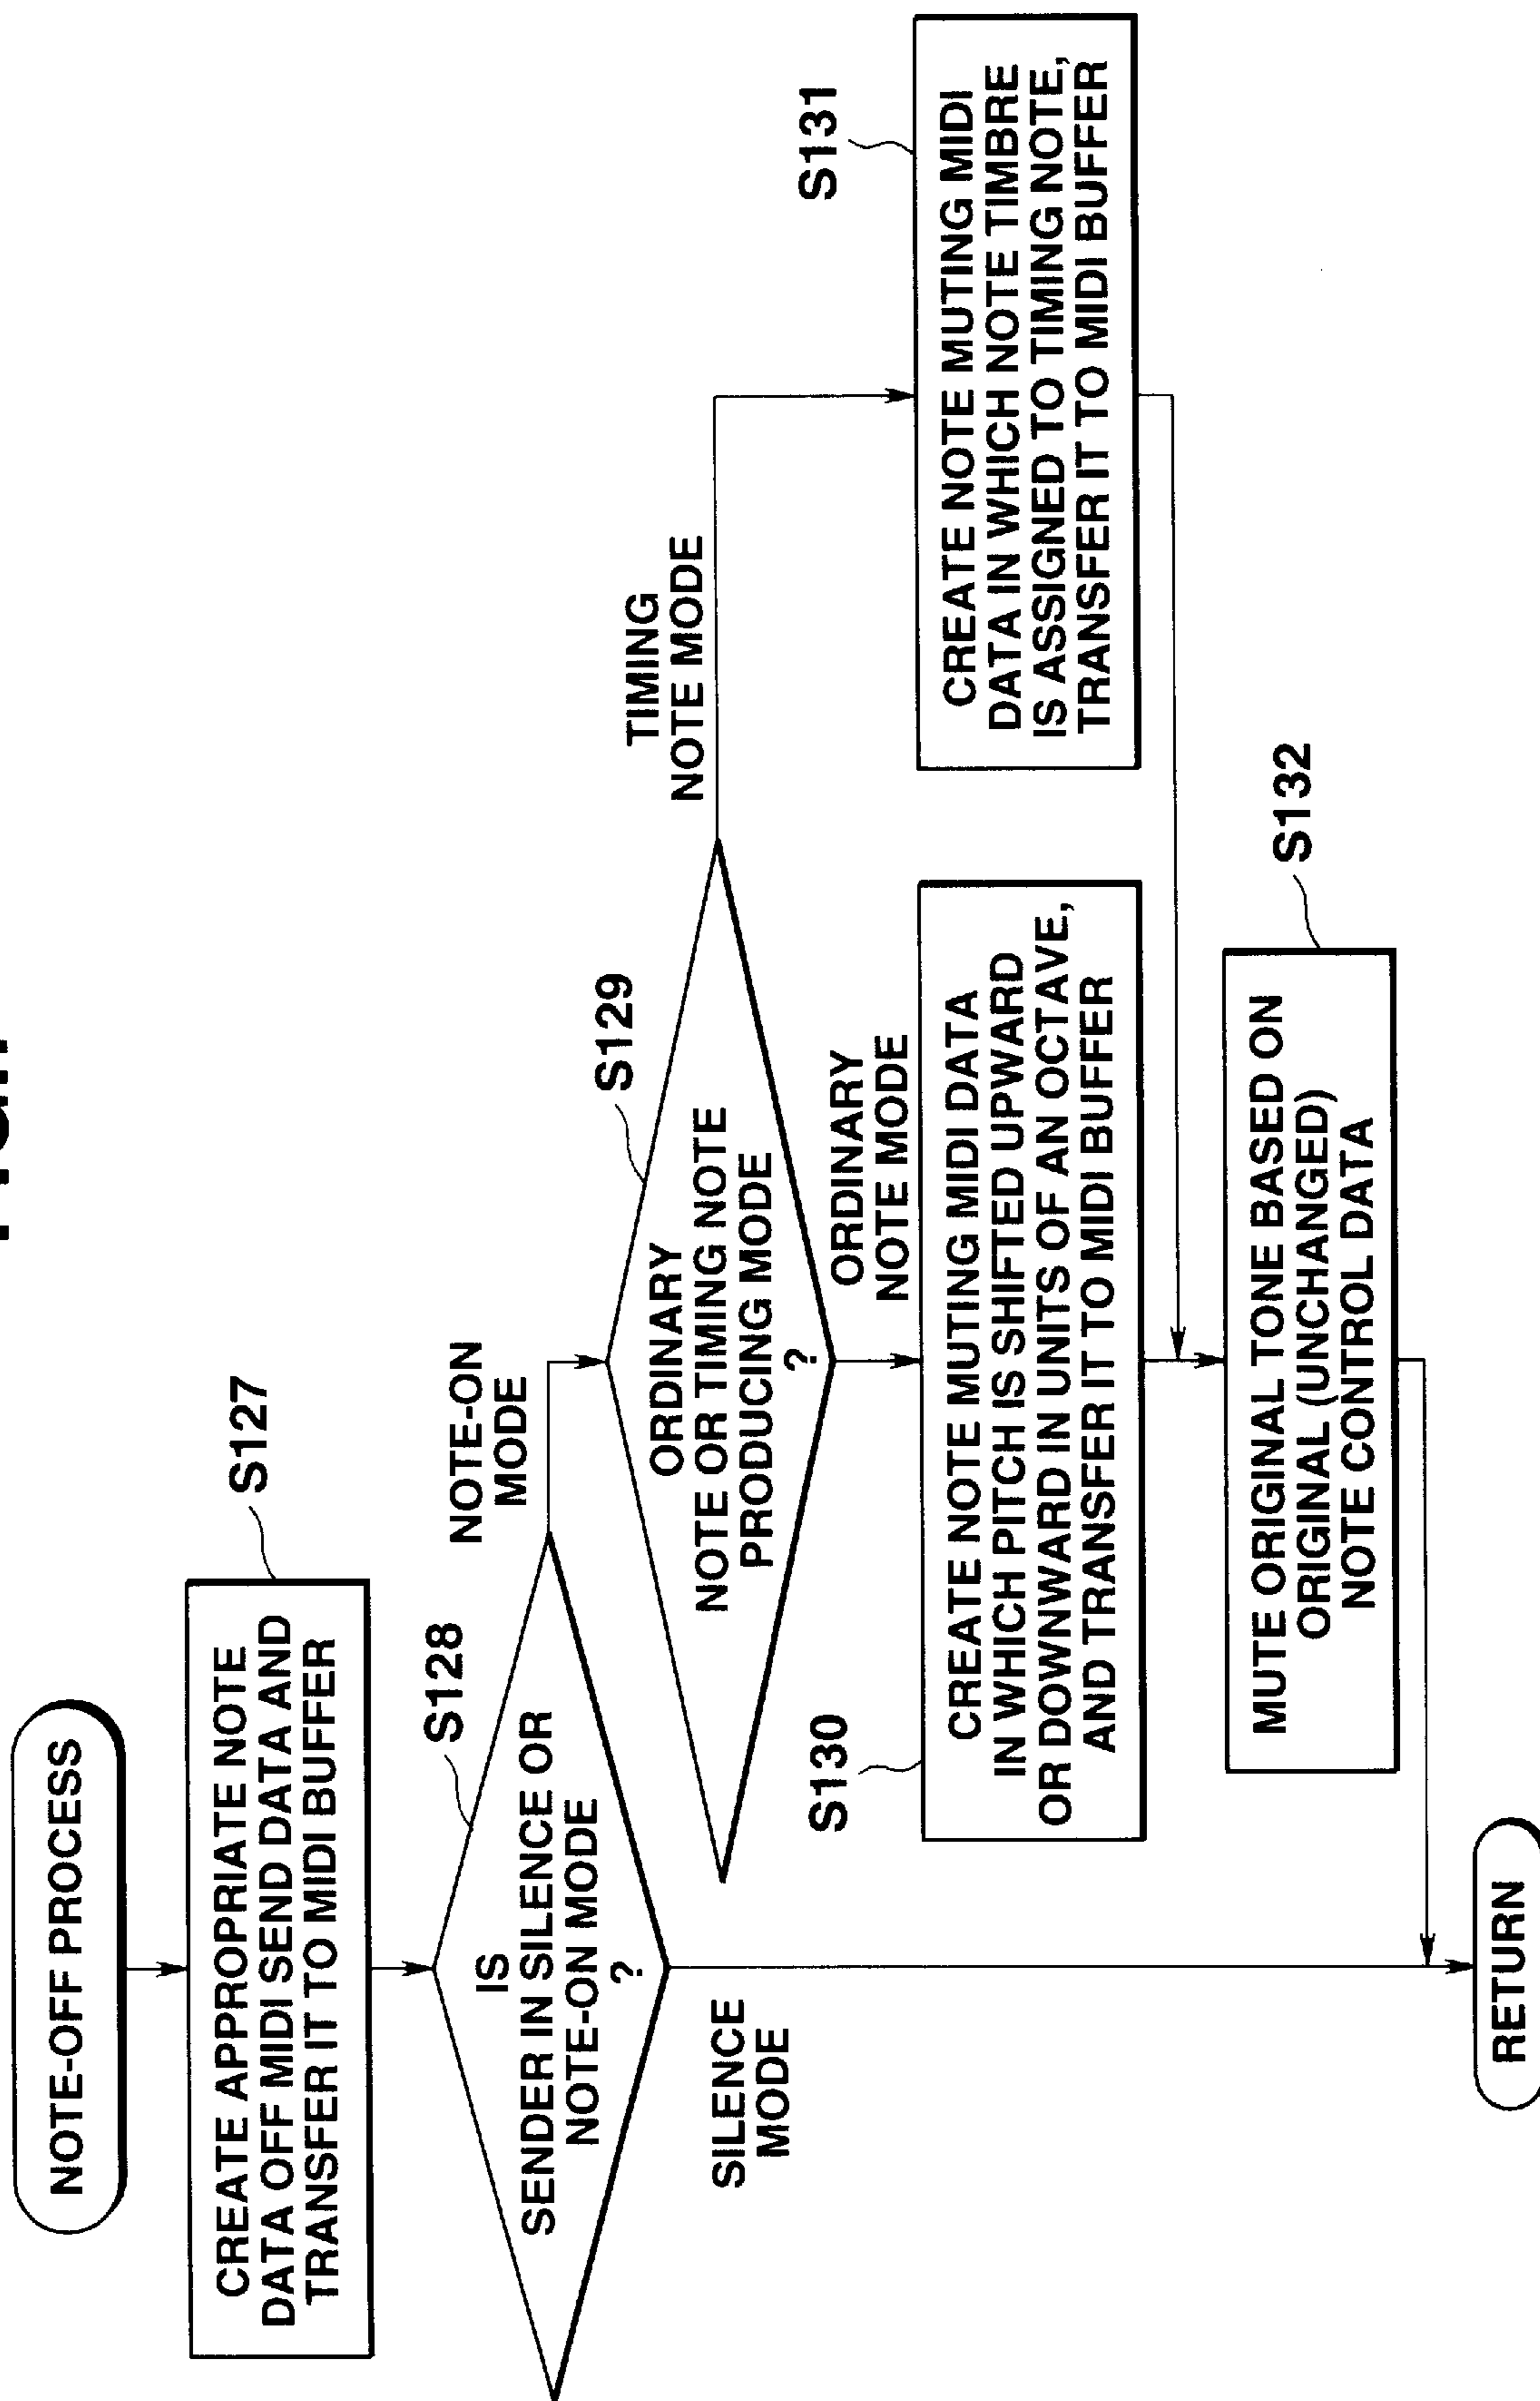 NOTE-OFF PROCESS
S127
CREATE APPROPRIATE NOTE
DATA OFF MIDI SEND DATA AND
TRANSFER IT TO MIDI BUFFER
S128
IS
SENDER IN SILENCE OR
NOTE-ON MODE
?
NOTE-ON
MODE
SILENCE
MODE
S129
ORDINARY
NOTE OR TIMING NOTE
PRODUCING MODE
?
TIMING
NOTE MODE
ORDINARY
NOTE MODE
S130
CREATE NOTE MUTING MIDI DATA
IN WHICH PITCH IS SHIFTED UPWARD
OR DOWNWARD IN UNITS OF AN OCTAVE,
AND TRANSFER IT TO MIDI BUFFER
S131
CREATE NOTE MUTING MIDI
DATA IN WHICH NOTE TIMBRE
IS ASSIGNED TO TIMING NOTE,
TRANSFER IT TO MIDI BUFFER
S132
MUTE ORIGINAL TONE BASED ON
ORIGINAL (UNCHANGED)
NOTE CONTROL DATA
RETURN